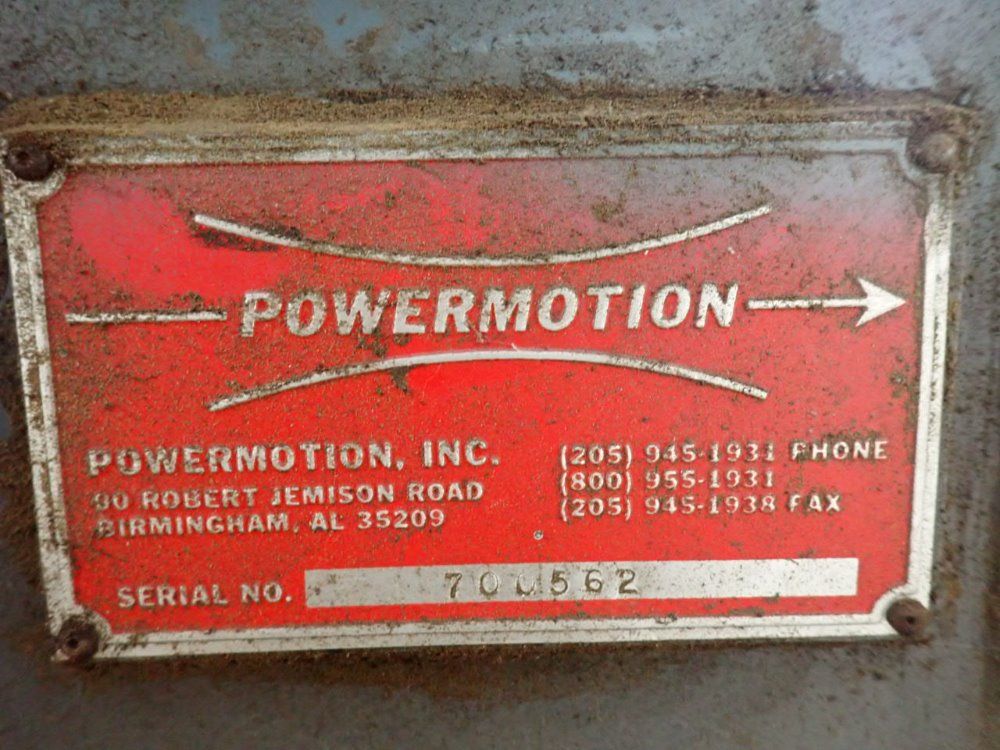 POWERMOTION
POWERMOTION, INC.
90 ROBERT JEMISON ROAD
BIRMINGHAM, AL 35209
(205) 945-1931 PHONE
(800) 955-1931
(205) 945-1938 FAX
SERIAL NO. 700562